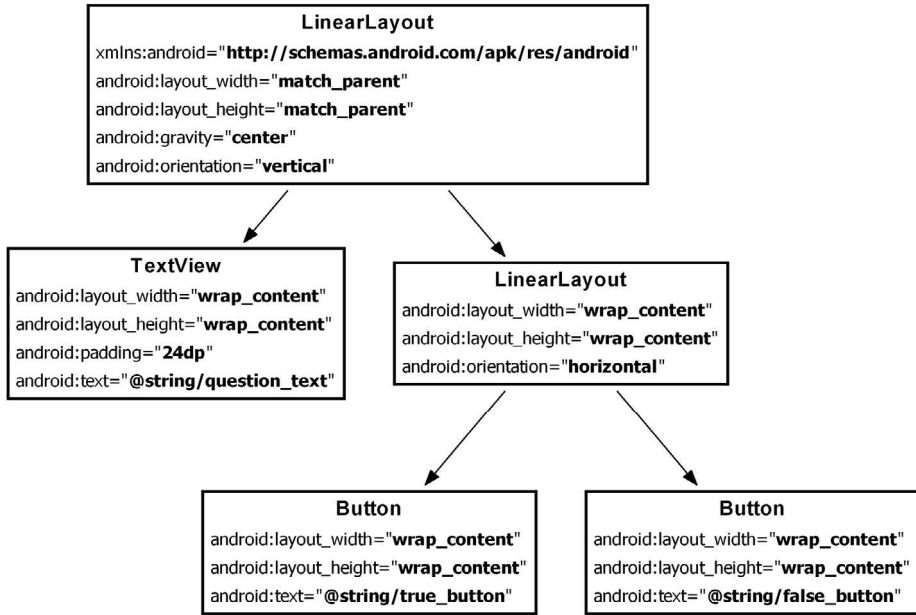 LinearLayout
xmlns:android="http://schemas.android.com/apk/res/android"
android:layout_width="match_parent"
android:layout_height="match_parent"
android:gravity="center"
android:orientation="vertical"
TextView
android:layout_width="wrap_content"
android:layout_height="wrap_content"
android:padding="24dp"
android:text="@string/question_text"
LinearLayout
android:layout_width="wrap_content"
android:layout_height="wrap_content"
android:orientation="horizontal"
Button
android:layout_width="wrap_content"
android:layout_height="wrap_content"
android:text="@string/true_button"
Button
android:layout_width="wrap_content"
android:layout_height="wrap_content"
android:text="@string/false_button"